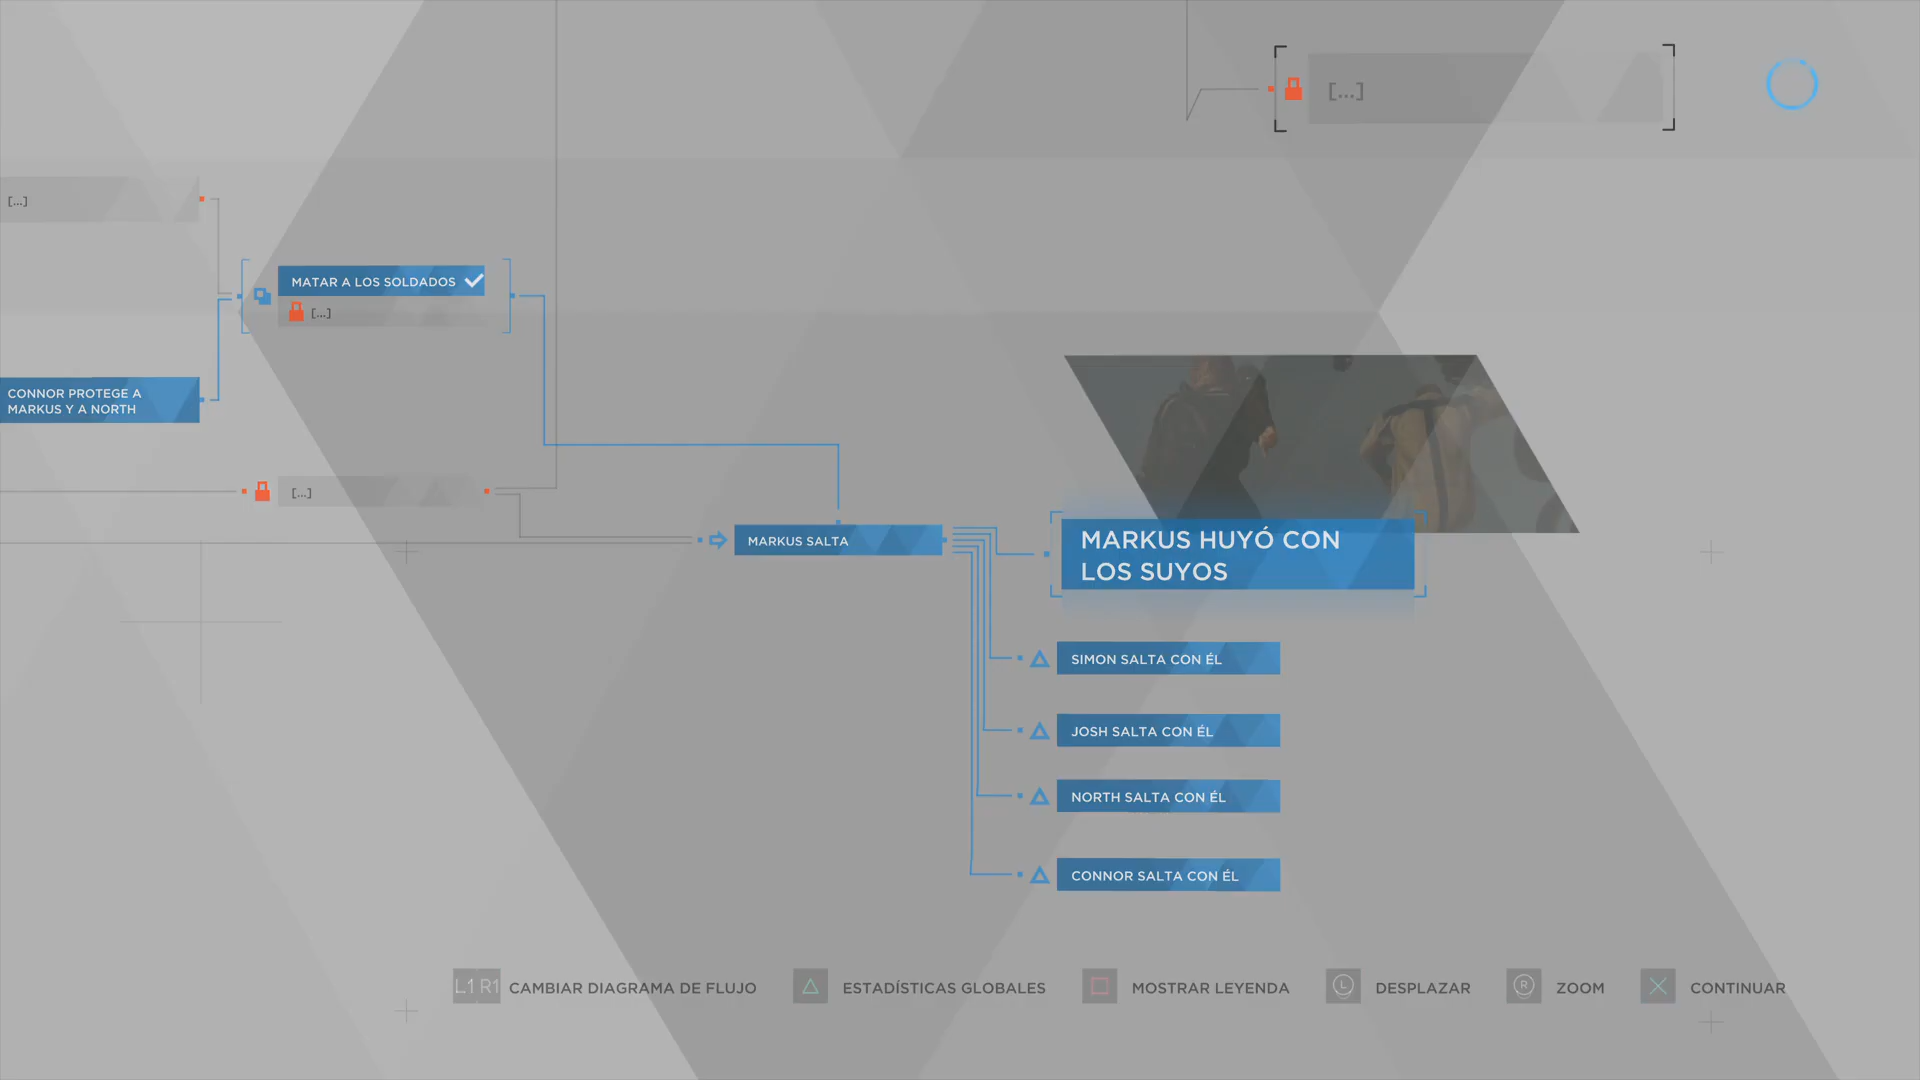 [...]
[...]
MATAR A LOS SOLDADOS
[...]
CONNOR PROTEGE A
MARKUS Y A NORTH
[...]
MARKUS SALTA
MARKUS HUYÓ CON
LOS SUYOS
SIMON SALTA CON ÉL
JOSH SALTA CON ÉL
NORTH SALTA CON ÉL
CONNOR SALTA CON ÉL
L1 R1 CAMBIAR DIAGRAMA DE FLUJO ESTADÍSTICAS GLOBALES MOSTRAR LEYENDA L DESPLAZAR R ZOOM CONTINUAR